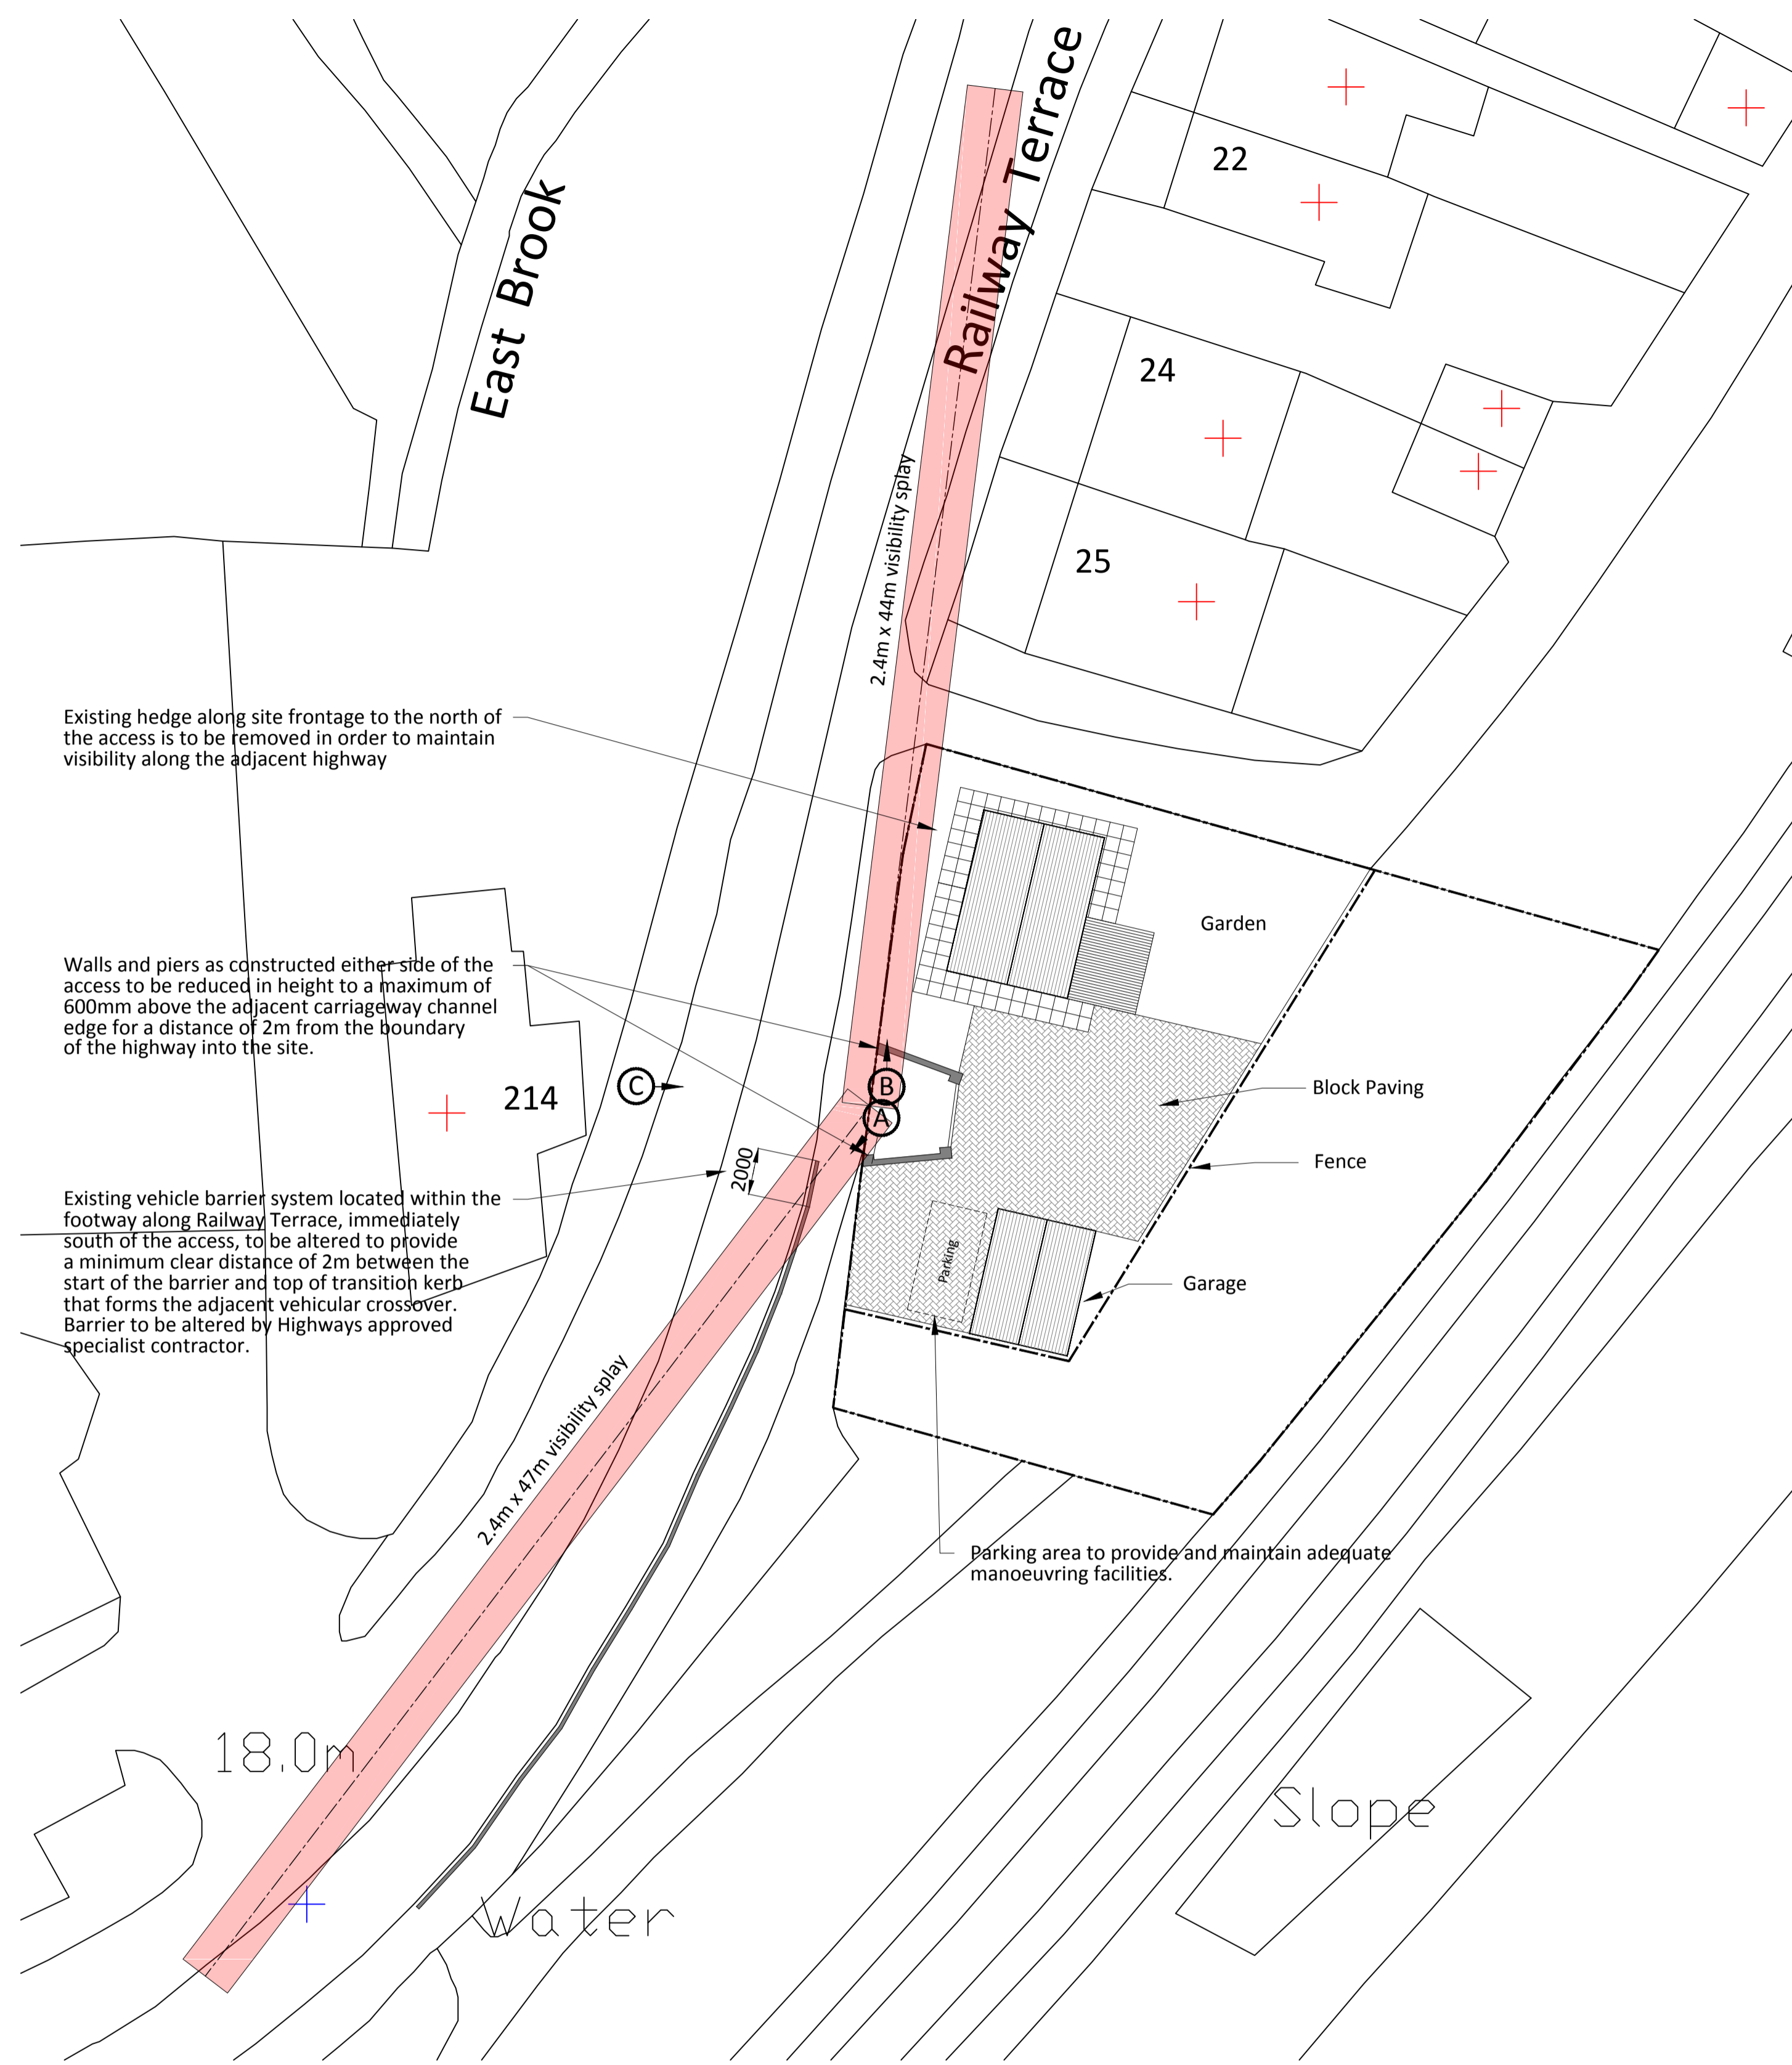 Railway Terrace
East Brook
22
24
25
2.4m x 44m visibility splay
Existing hedge along site frontage to the north of
the access is to be removed in order to maintain
visibility along the adjacent highway
Garden
Walls and piers as constructed either side of the
access to be reduced in height to a maximum of
600mm above the adjacent carriageway channel
edge for a distance of 2m from the boundary
of the highway into the site.
C
B
A
214
Block Paving
2000
Fence
Existing vehicle barrier system located within the
footway along Railway Terrace, immediately
south of the access, to be altered to provide
a minimum clear distance of 2m between the
start of the barrier and top of transition kerb
that forms the adjacent vehicular crossover.
Barrier to be altered by Highways approved
specialist contractor.
Parking
Garage
2.4m x 47m visibility splay
Parking area to provide and maintain adequate
manoeuvring facilities.
18.0m
Slope
Water